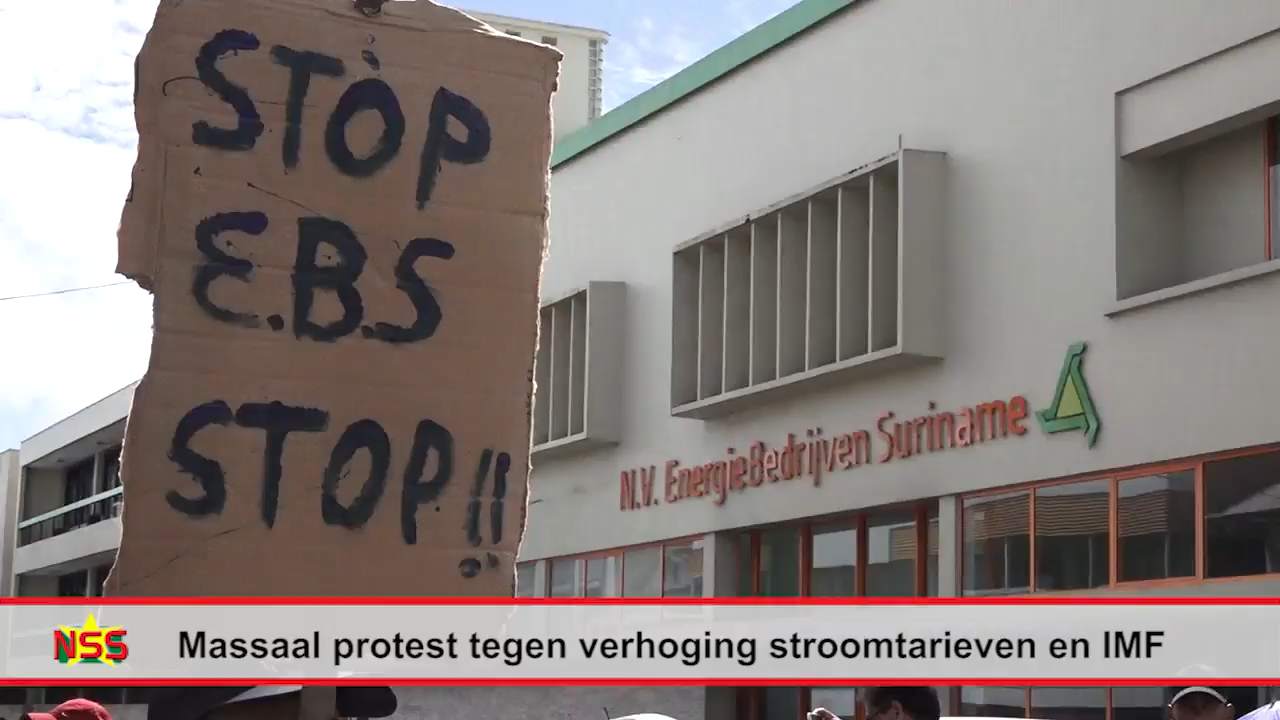 STOP
E.B.S
STOP!!
N.V. EnergieBedrijven Suriname
NSS
Massaal protest tegen verhoging stroomtarieven en IMF